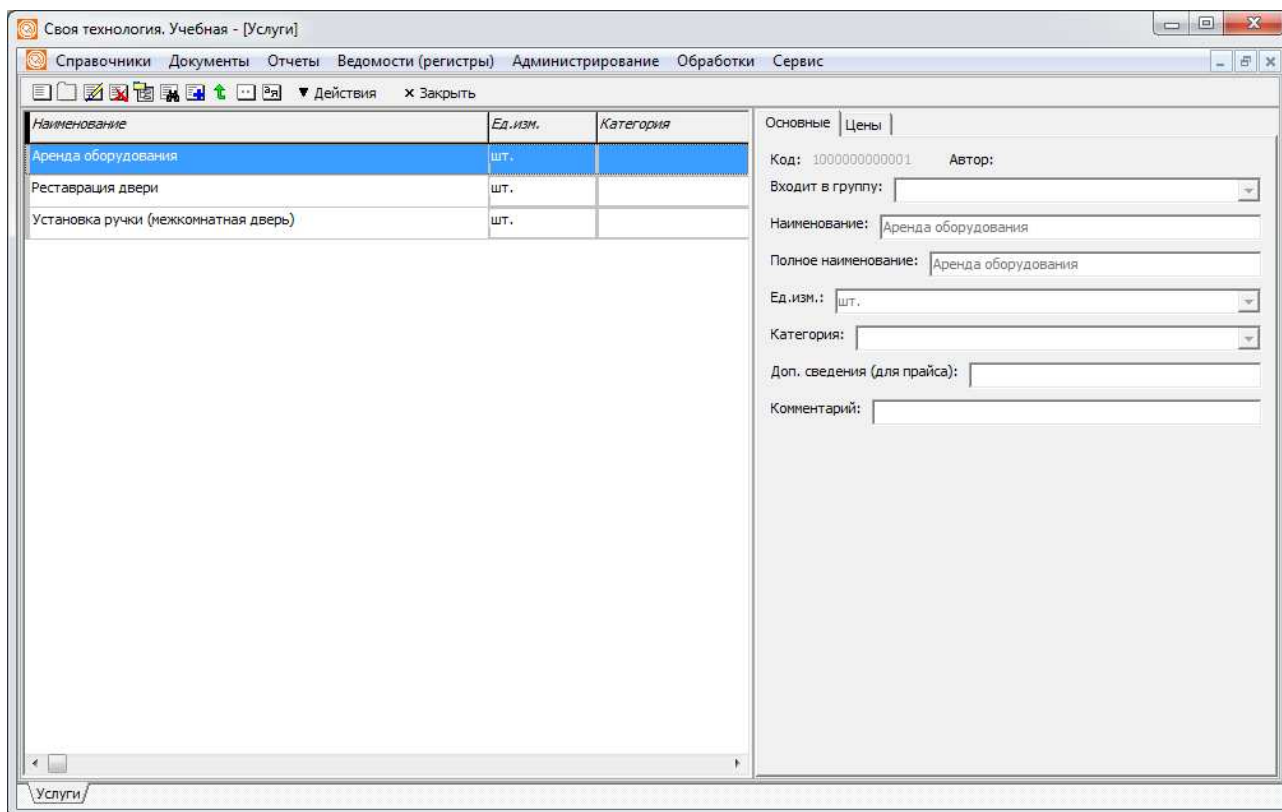 Своя технология. Учебная - [Услуги]
Справочники Документы Отчеты Ведомости (регистры) Администрирование Обработки Сервис
▼ Действия × Закрыть
Наименование Ед.изм. Категория
Аренда оборудования шт.
Реставрация двери шт.
Установка ручки (межкомнатная дверь) шт.
Основные Цены
Код: 1000000000001 Автор:
Входит в группу:
Наименование: Аренда оборудования
Полное наименование: Аренда оборудования
Ед.изм.: шт.
Категория:
Доп. сведения (для прайса):
Комментарий:
Услуги